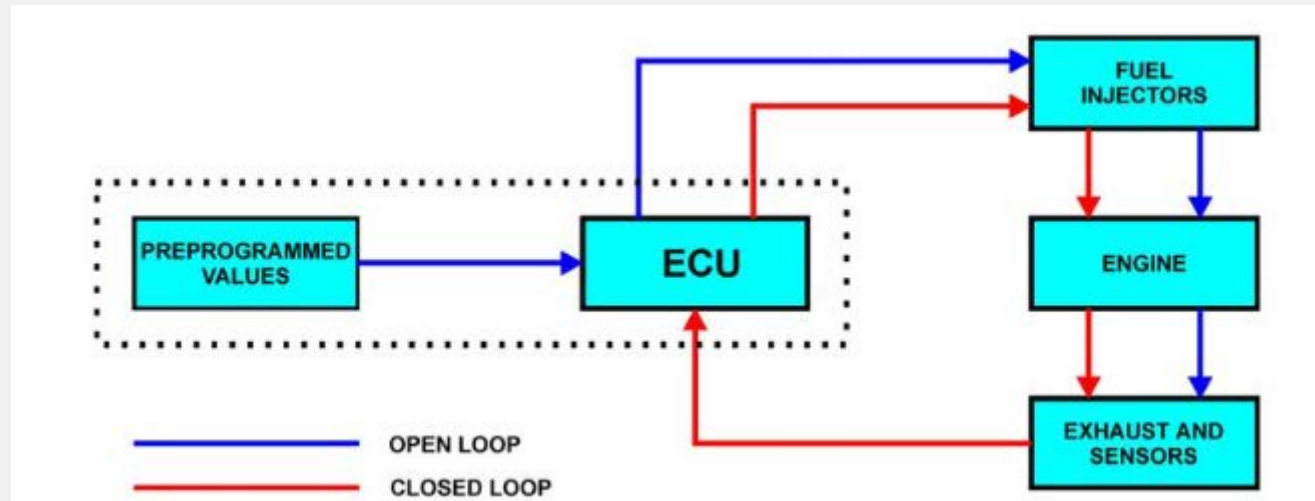 FUEL
INJECTORS
PREPROGRAMMED
VALUES
ECU
ENGINE
EXHAUST AND
SENSORS
OPEN LOOP
CLOSED LOOP